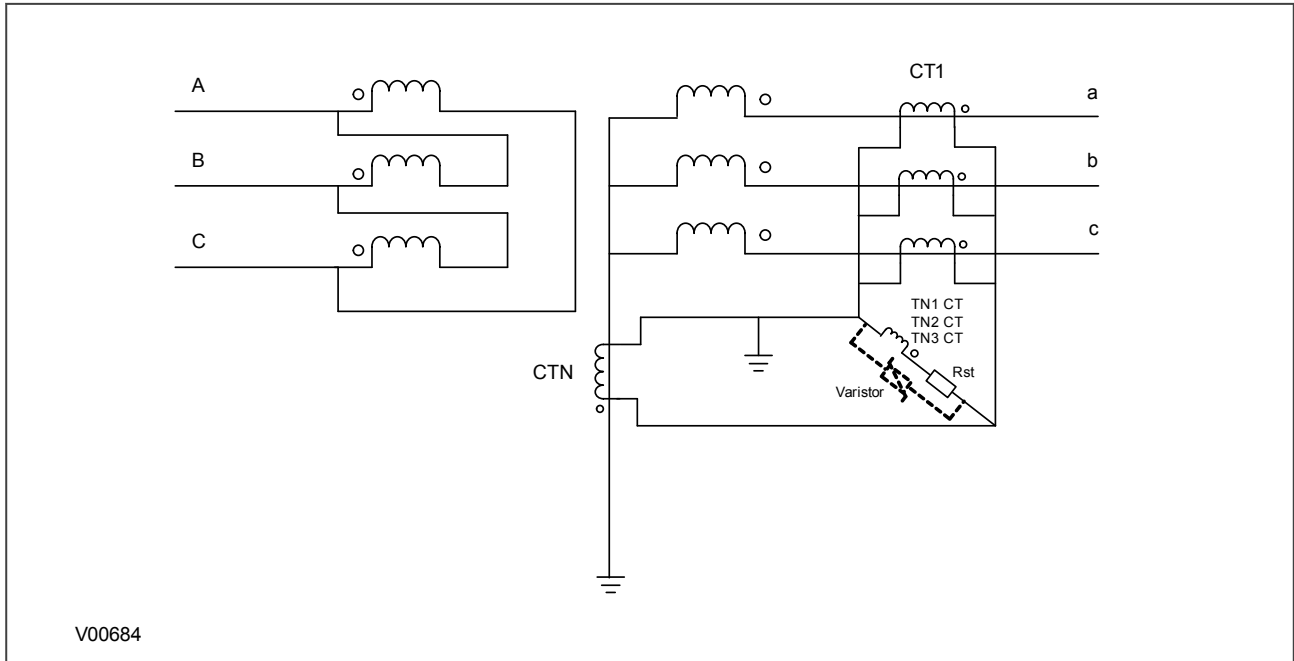 A
B
C
CT1
a
b
c
TN1 CT
TN2 CT
TN3 CT
Rst
Varistor
CTN
V00684